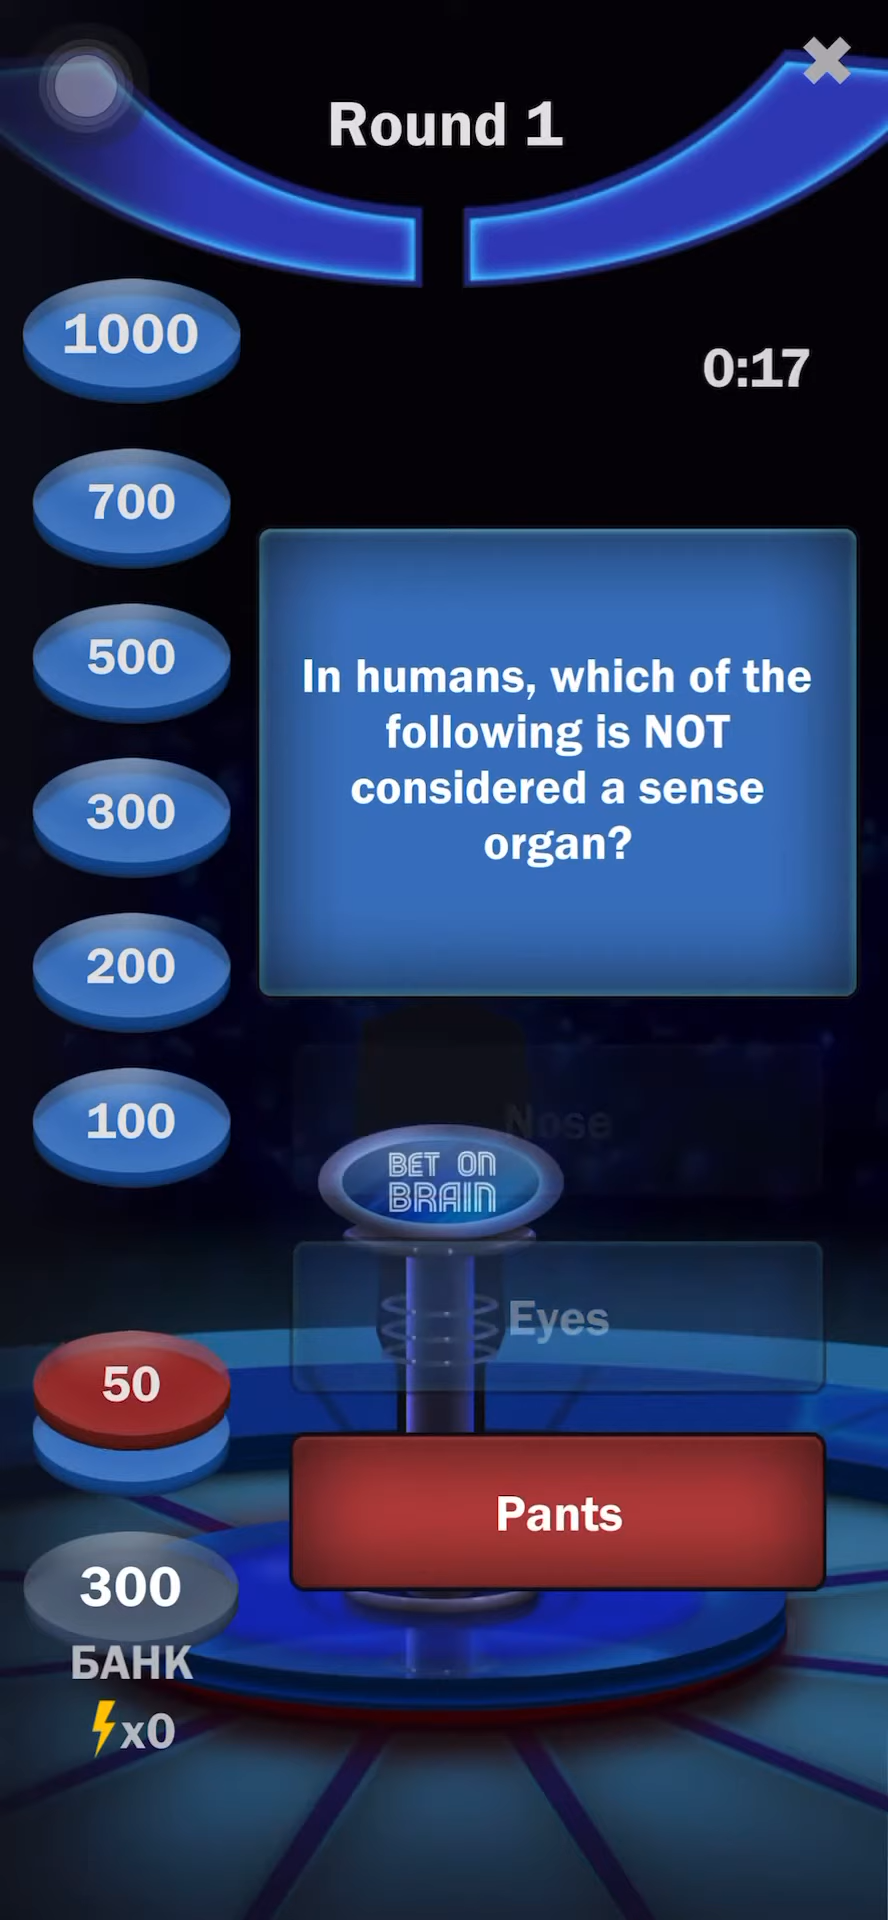 Round 1
1000
0:17
700
500
300
200
100
In humans, which of the
following is NOT
considered a sense
organ?
Nose
BET ON
BRAIN
Eyes
50
Pants
300
БАНК
x0